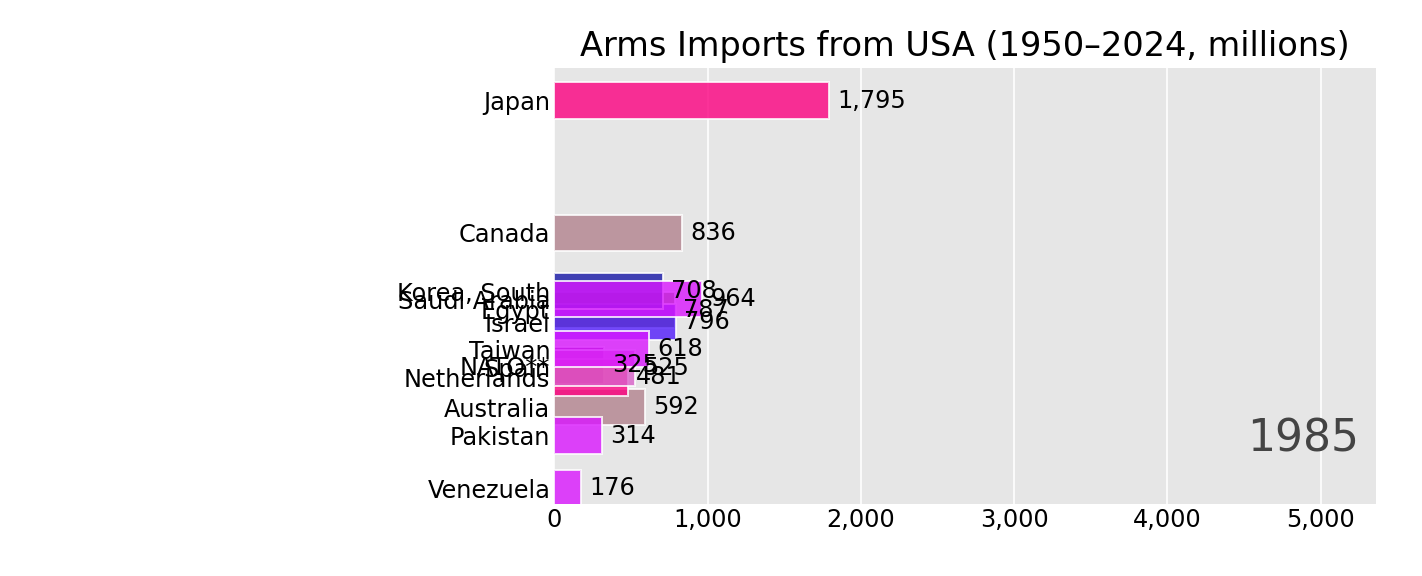 Arms Imports from USA (1950–2024, millions)
Japan 1,795
Canada 836
Korea, South 708
Saudi Arabia 964
Egypt 787
Israel 796
Taiwan 618
NATO** 325
Spain 525
Netherlands 481
Australia 592
Pakistan 314
1985
Venezuela 176
0 1,000 2,000 3,000 4,000 5,000